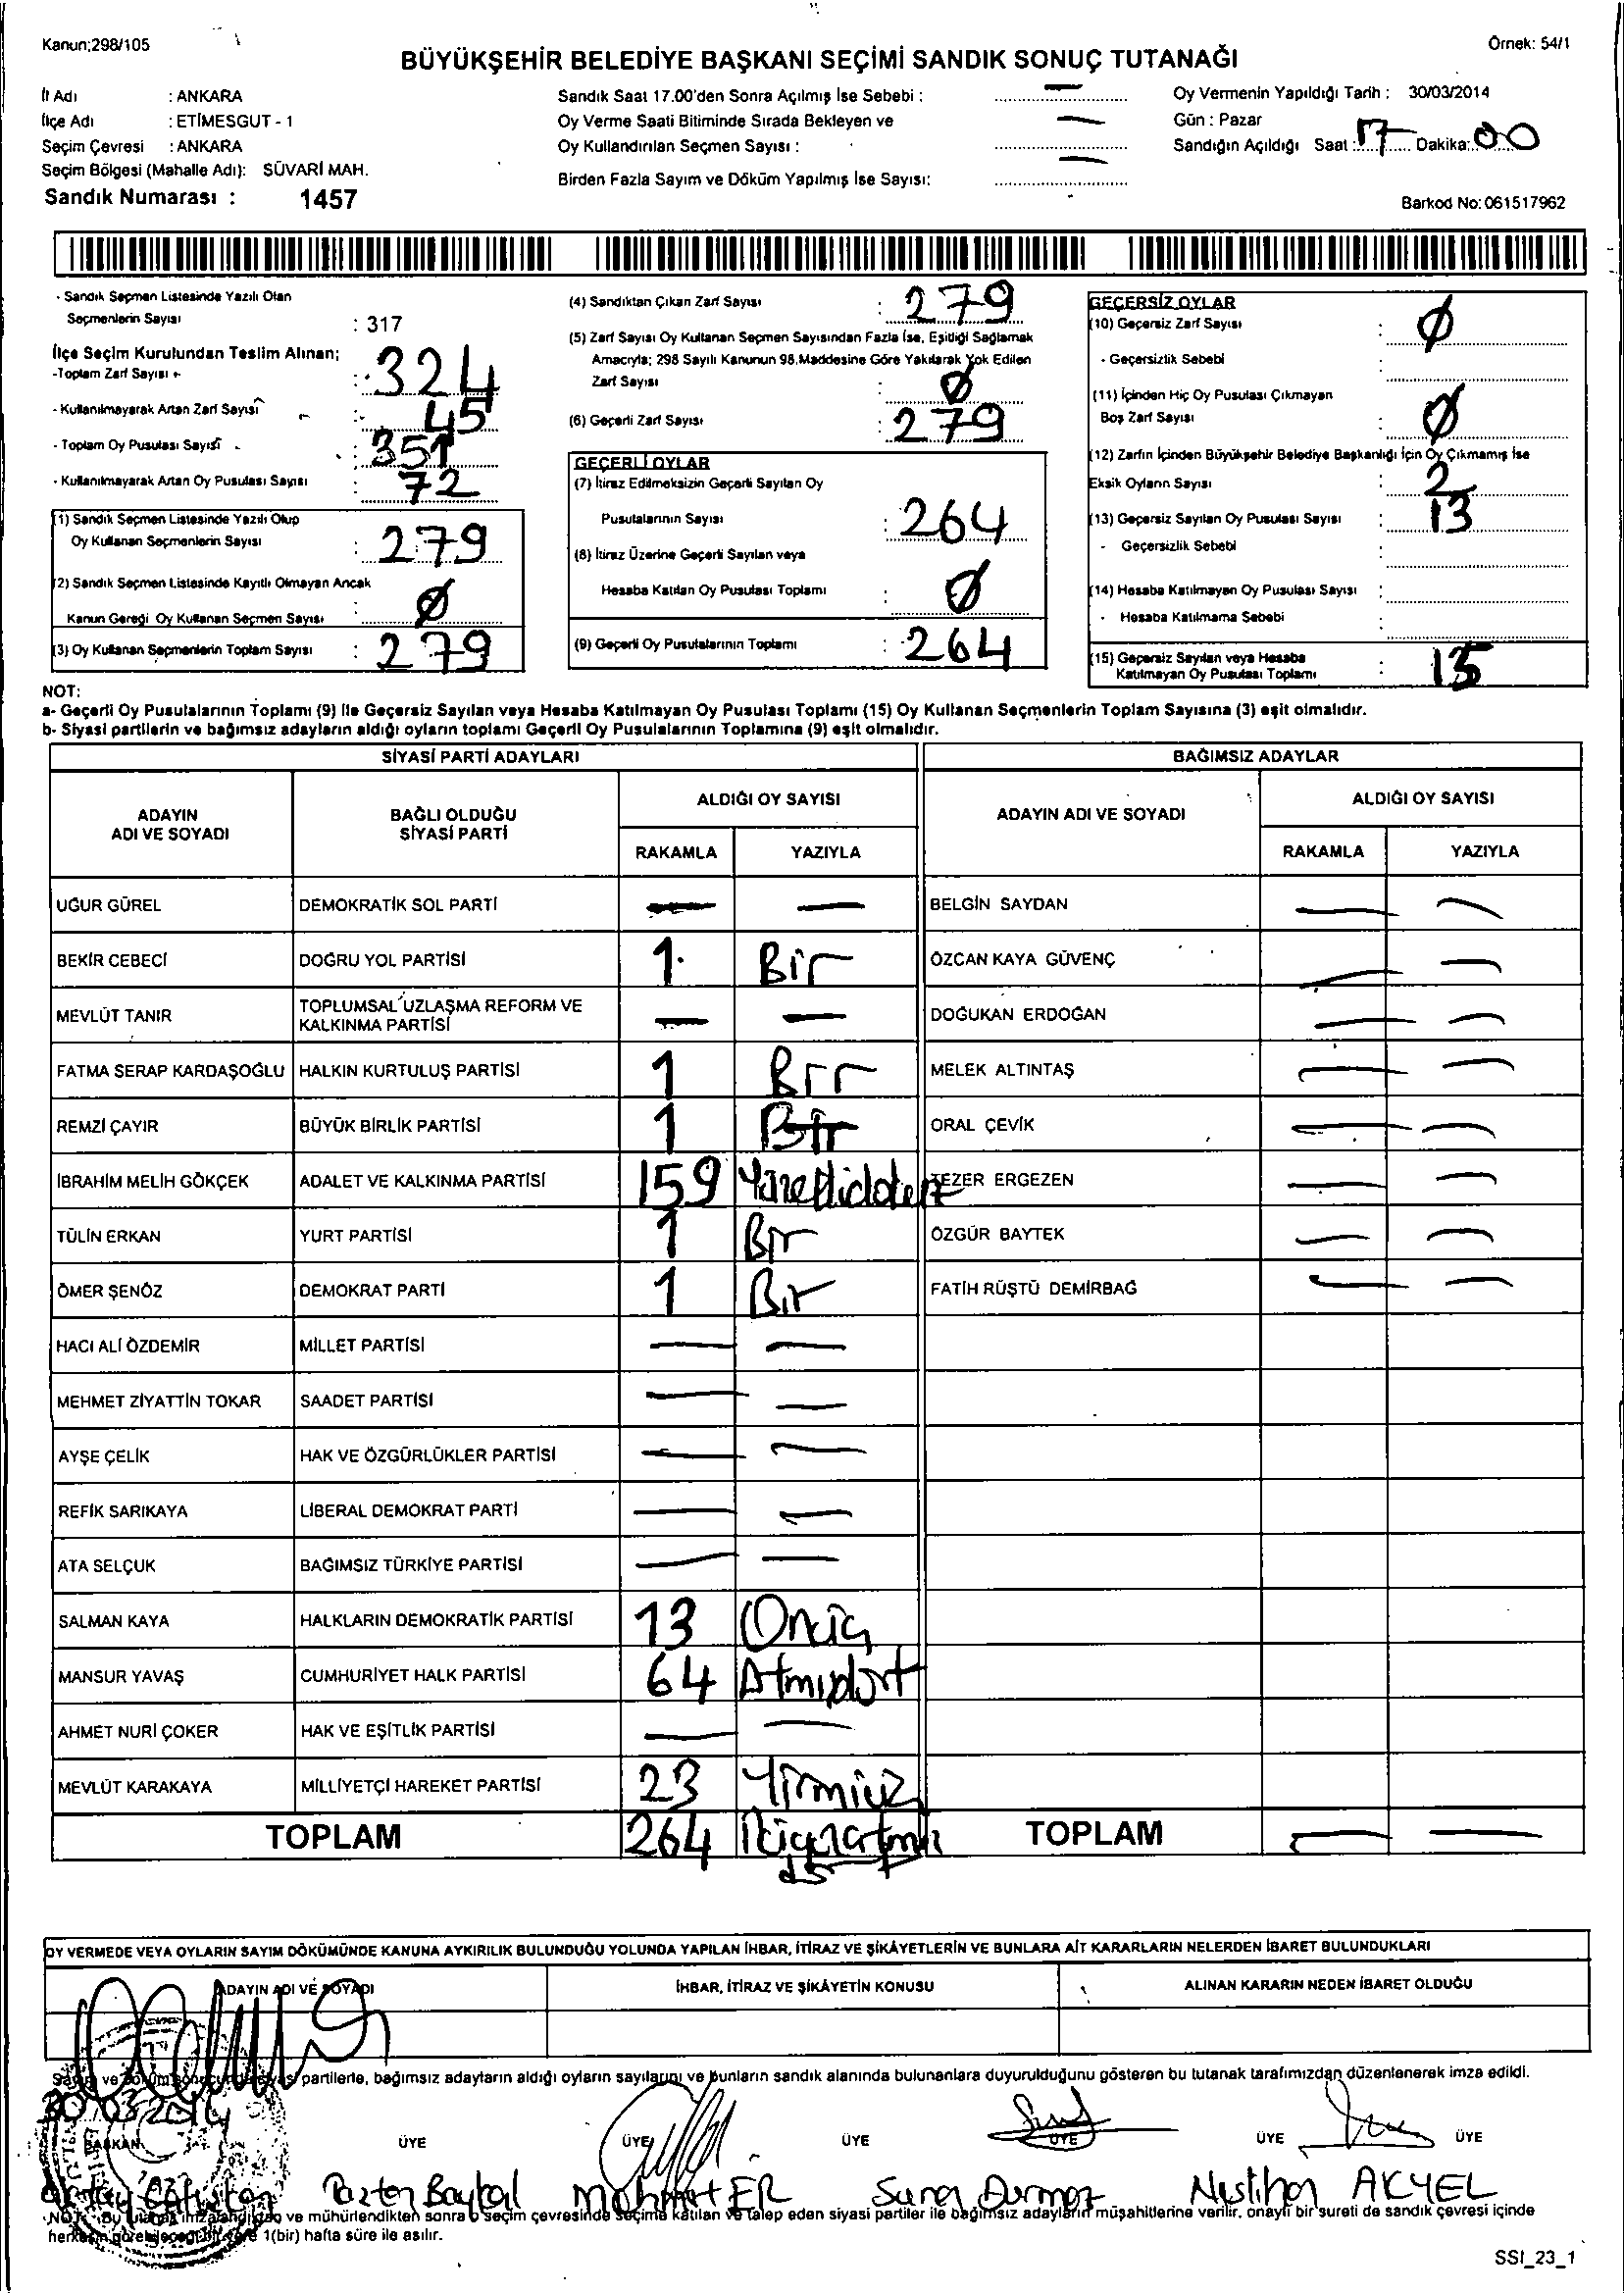 Kanun;298/105
Örnek: 54/1
BÜYÜKŞEHİR BELEDİYE BAŞKANI SEÇİMİ SANDIK SONUÇ TUTANAĞI
İl Adı : ANKARA
İlçe Adı : ETİMESGUT - 1
Seçim Çevresi : ANKARA
Seçim Bölgesi (Mahalle Adı): SÜVARİ MAH.
Sandık Numarası : 1457
Sandık Saat 17.00'den Sonra Açılmış İse Sebebi : —
Oy Verme Saati Bitiminde Sırada Bekleyen ve
Oy Kullandırılan Seçmen Sayısı : —
Birden Fazla Sayım ve Döküm Yapılmış İse Sayısı: —
Oy Vermenin Yapıldığı Tarih : 30/03/2014
Gün : Pazar
Sandığın Açıldığı Saat : 17 Dakika: 00
Barkod No: 061517962
- Sandık Seçmen Listesinde Yazılı Olan
Seçmenlerin Sayısı : 317
İlçe Seçim Kurulundan Teslim Alınan;
-Toplam Zarf Sayısı : 324
- Kullanılmayarak Artan Zarf Sayısı : 45
- Toplam Oy Pusulası Sayısı : 351
- Kullanılmayarak Artan Oy Pusulası Sayısı : 72
(1) Sandık Seçmen Listesinde Yazılı Olup
Oy Kullanan Seçmenlerin Sayısı : 279
(2) Sandık Seçmen Listesinde Kayıtlı Olmayan Ancak
Kanun Gereği Oy Kullanan Seçmen Sayısı : Ø
(3) Oy Kullanan Seçmenlerin Toplam Sayısı : 279
(4) Sandıktan Çıkan Zarf Sayısı : 279
(5) Zarf Sayısı Oy Kullanan Seçmen Sayısından Fazla İse, Eşitliği Sağlamak
Amacıyla; 298 Sayılı Kanunun 98.Maddesine Göre Yakılarak Yok Edilen
Zarf Sayısı : Ø
(6) Geçerli Zarf Sayısı : 279
GEÇERLİ OYLAR
(7) İtiraz Edilmeksizin Geçerli Sayılan Oy
Pusulalarının Sayısı : 264
(8) İtiraz Üzerine Geçerli Sayılan veya
Hesaba Katılan Oy Pusulası Toplamı : Ø
(9) Geçerli Oy Pusulalarının Toplamı : 264
GEÇERSİZ OYLAR
(10) Geçersiz Zarf Sayısı : Ø
- Geçersizlik Sebebi :
(11) İçinden Hiç Oy Pusulası Çıkmayan
Boş Zarf Sayısı : Ø
(12) Zarfın İçinden Büyükşehir Belediye Başkanlığı İçin Oy Çıkmamış İse
Eksik Oyların Sayısı : 2
(13) Geçersiz Sayılan Oy Pusulası Sayısı : 13
- Geçersizlik Sebebi
(14) Hesaba Katılmayan Oy Pusulası Sayısı :
- Hesaba Katılmama Sebebi
(15) Geçersiz Sayılan veya Hesaba
Katılmayan Oy Pusulası Toplamı : 15
NOT:
a- Geçerli Oy Pusulalarının Toplamı (9) İle Geçersiz Sayılan veya Hesaba Katılmayan Oy Pusulası Toplamı (15) Oy Kullanan Seçmenlerin Toplam Sayısına (3) eşit olmalıdır.
b- Siyasi partilerin ve bağımsız adayların aldığı oyların toplamı Geçerli Oy Pusulalarının Toplamına (9) eşit olmalıdır.
SİYASİ PARTİ ADAYLARI
ADAYIN ADI VE SOYADI
BAĞLI OLDUĞU SİYASİ PARTİ
ALDIĞI OY SAYISI
RAKAMLA YAZIYLA
UĞUR GÜREL DEMOKRATİK SOL PARTİ — —
BEKİR CEBECİ DOĞRU YOL PARTİSİ 1 Bir
MEVLÜT TANIR TOPLUMSAL UZLAŞMA REFORM VE KALKINMA PARTİSİ — —
FATMA SERAP KARDAŞOĞLU HALKIN KURTULUŞ PARTİSİ 1 Bir
REMZİ ÇAYIR BÜYÜK BİRLİK PARTİSİ 1 Bir
İBRAHİM MELİH GÖKÇEK ADALET VE KALKINMA PARTİSİ 159
TÜLİN ERKAN YURT PARTİSİ 1 Bir
ÖMER ŞENÖZ DEMOKRAT PARTİ 1 Bir
HACI ALİ ÖZDEMİR MİLLET PARTİSİ — —
MEHMET ZİYATTİN TOKAR SAADET PARTİSİ — —
AYŞE ÇELİK HAK VE ÖZGÜRLÜKLER PARTİSİ — —
REFİK SARIKAYA LİBERAL DEMOKRAT PARTİ — —
ATA SELÇUK BAĞIMSIZ TÜRKİYE PARTİSİ — —
SALMAN KAYA HALKLARIN DEMOKRATİK PARTİSİ 13 Onüç
MANSUR YAVAŞ CUMHURİYET HALK PARTİSİ 64 Atmışdört
AHMET NURİ ÇOKER HAK VE EŞİTLİK PARTİSİ — —
MEVLÜT KARAKAYA MİLLİYETÇİ HAREKET PARTİSİ 23 Yirmiüç
TOPLAM 264
BAĞIMSIZ ADAYLAR
ADAYIN ADI VE SOYADI
ALDIĞI OY SAYISI
RAKAMLA YAZIYLA
BELGİN SAYDAN — —
ÖZCAN KAYA GÜVENÇ — —
DOĞUKAN ERDOĞAN — —
MELEK ALTINTAŞ — —
ORAL ÇEVİK — —
TEZER ERGEZEN — —
ÖZGÜR BAYTEK — —
FATİH RÜŞTÜ DEMİRBAĞ — —
TOPLAM — —
OY VERMEDE VEYA OYLARIN SAYIM DÖKÜMÜNDE KANUNA AYKIRILIK BULUNDUĞU YOLUNDA YAPILAN İHBAR, İTİRAZ VE ŞİKÂYETLERİN VE BUNLARA AİT KARARLARIN NELERDEN İBARET BULUNDUKLARI
ADAYIN ADI VE SOYADI
İHBAR, İTİRAZ VE ŞİKÂYETİN KONUSU
ALINAN KARARIN NEDEN İBARET OLDUĞU
Sayım ve partilerle, bağımsız adayların aldığı oyların sayılarını ve bunların sandık alanında bulunanlara duyurulduğunu gösteren bu tutanak tarafımızdan düzenlenerek imza edildi.
30/03/2014
BAŞKAN ÜYE ÜYE ÜYE ÜYE ÜYE ÜYE
Baykal Mehmet ER Durmaz Neslihan AKYEL
NOT: Bu ve mühürlendikten sonra o seçim çevresinde seçime katılan ve talep eden siyasi partiler ile bağımsız adayların müşahitlerine verilir. onaylı bir sureti de sandık çevresi içinde
1(bir) hafta süre ile asılır.
SSI_23_1